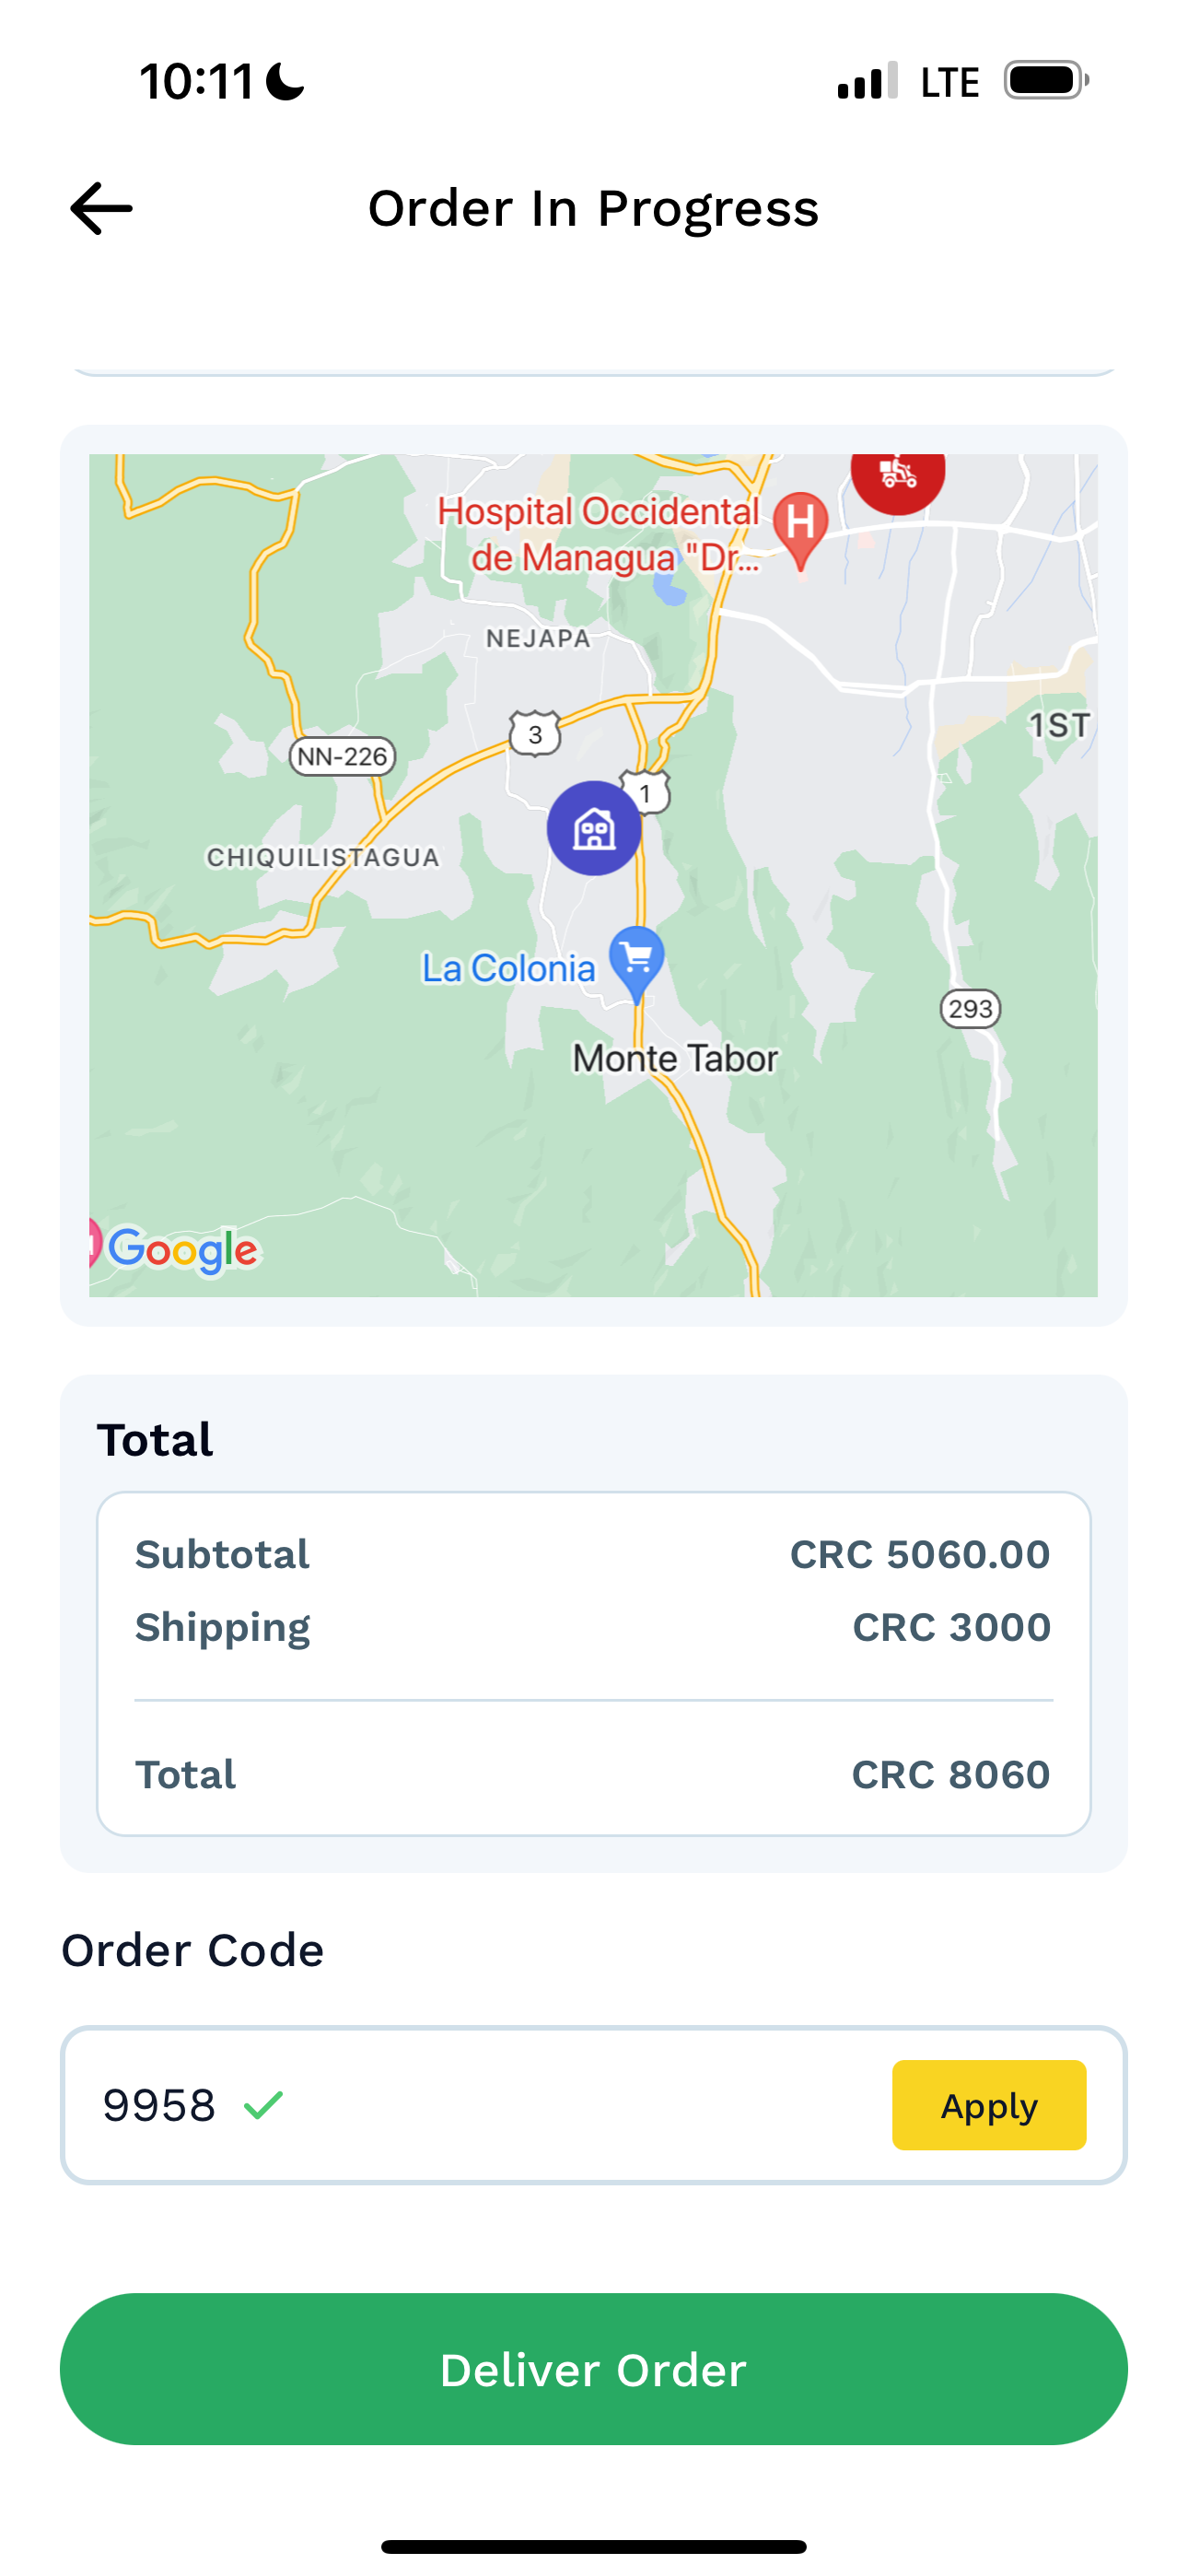 10:11 LTE
Order In Progress
Hospital Occidental
de Managua "Dr...
H
NEJAPA
1ST
3
NN-226
1
CHIQUILISTAGUA
La Colonia
293
Monte Tabor
Google
Total
Subtotal CRC 5060.00
Shipping CRC 3000
Total CRC 8060
Order Code
9958 Apply
Deliver Order